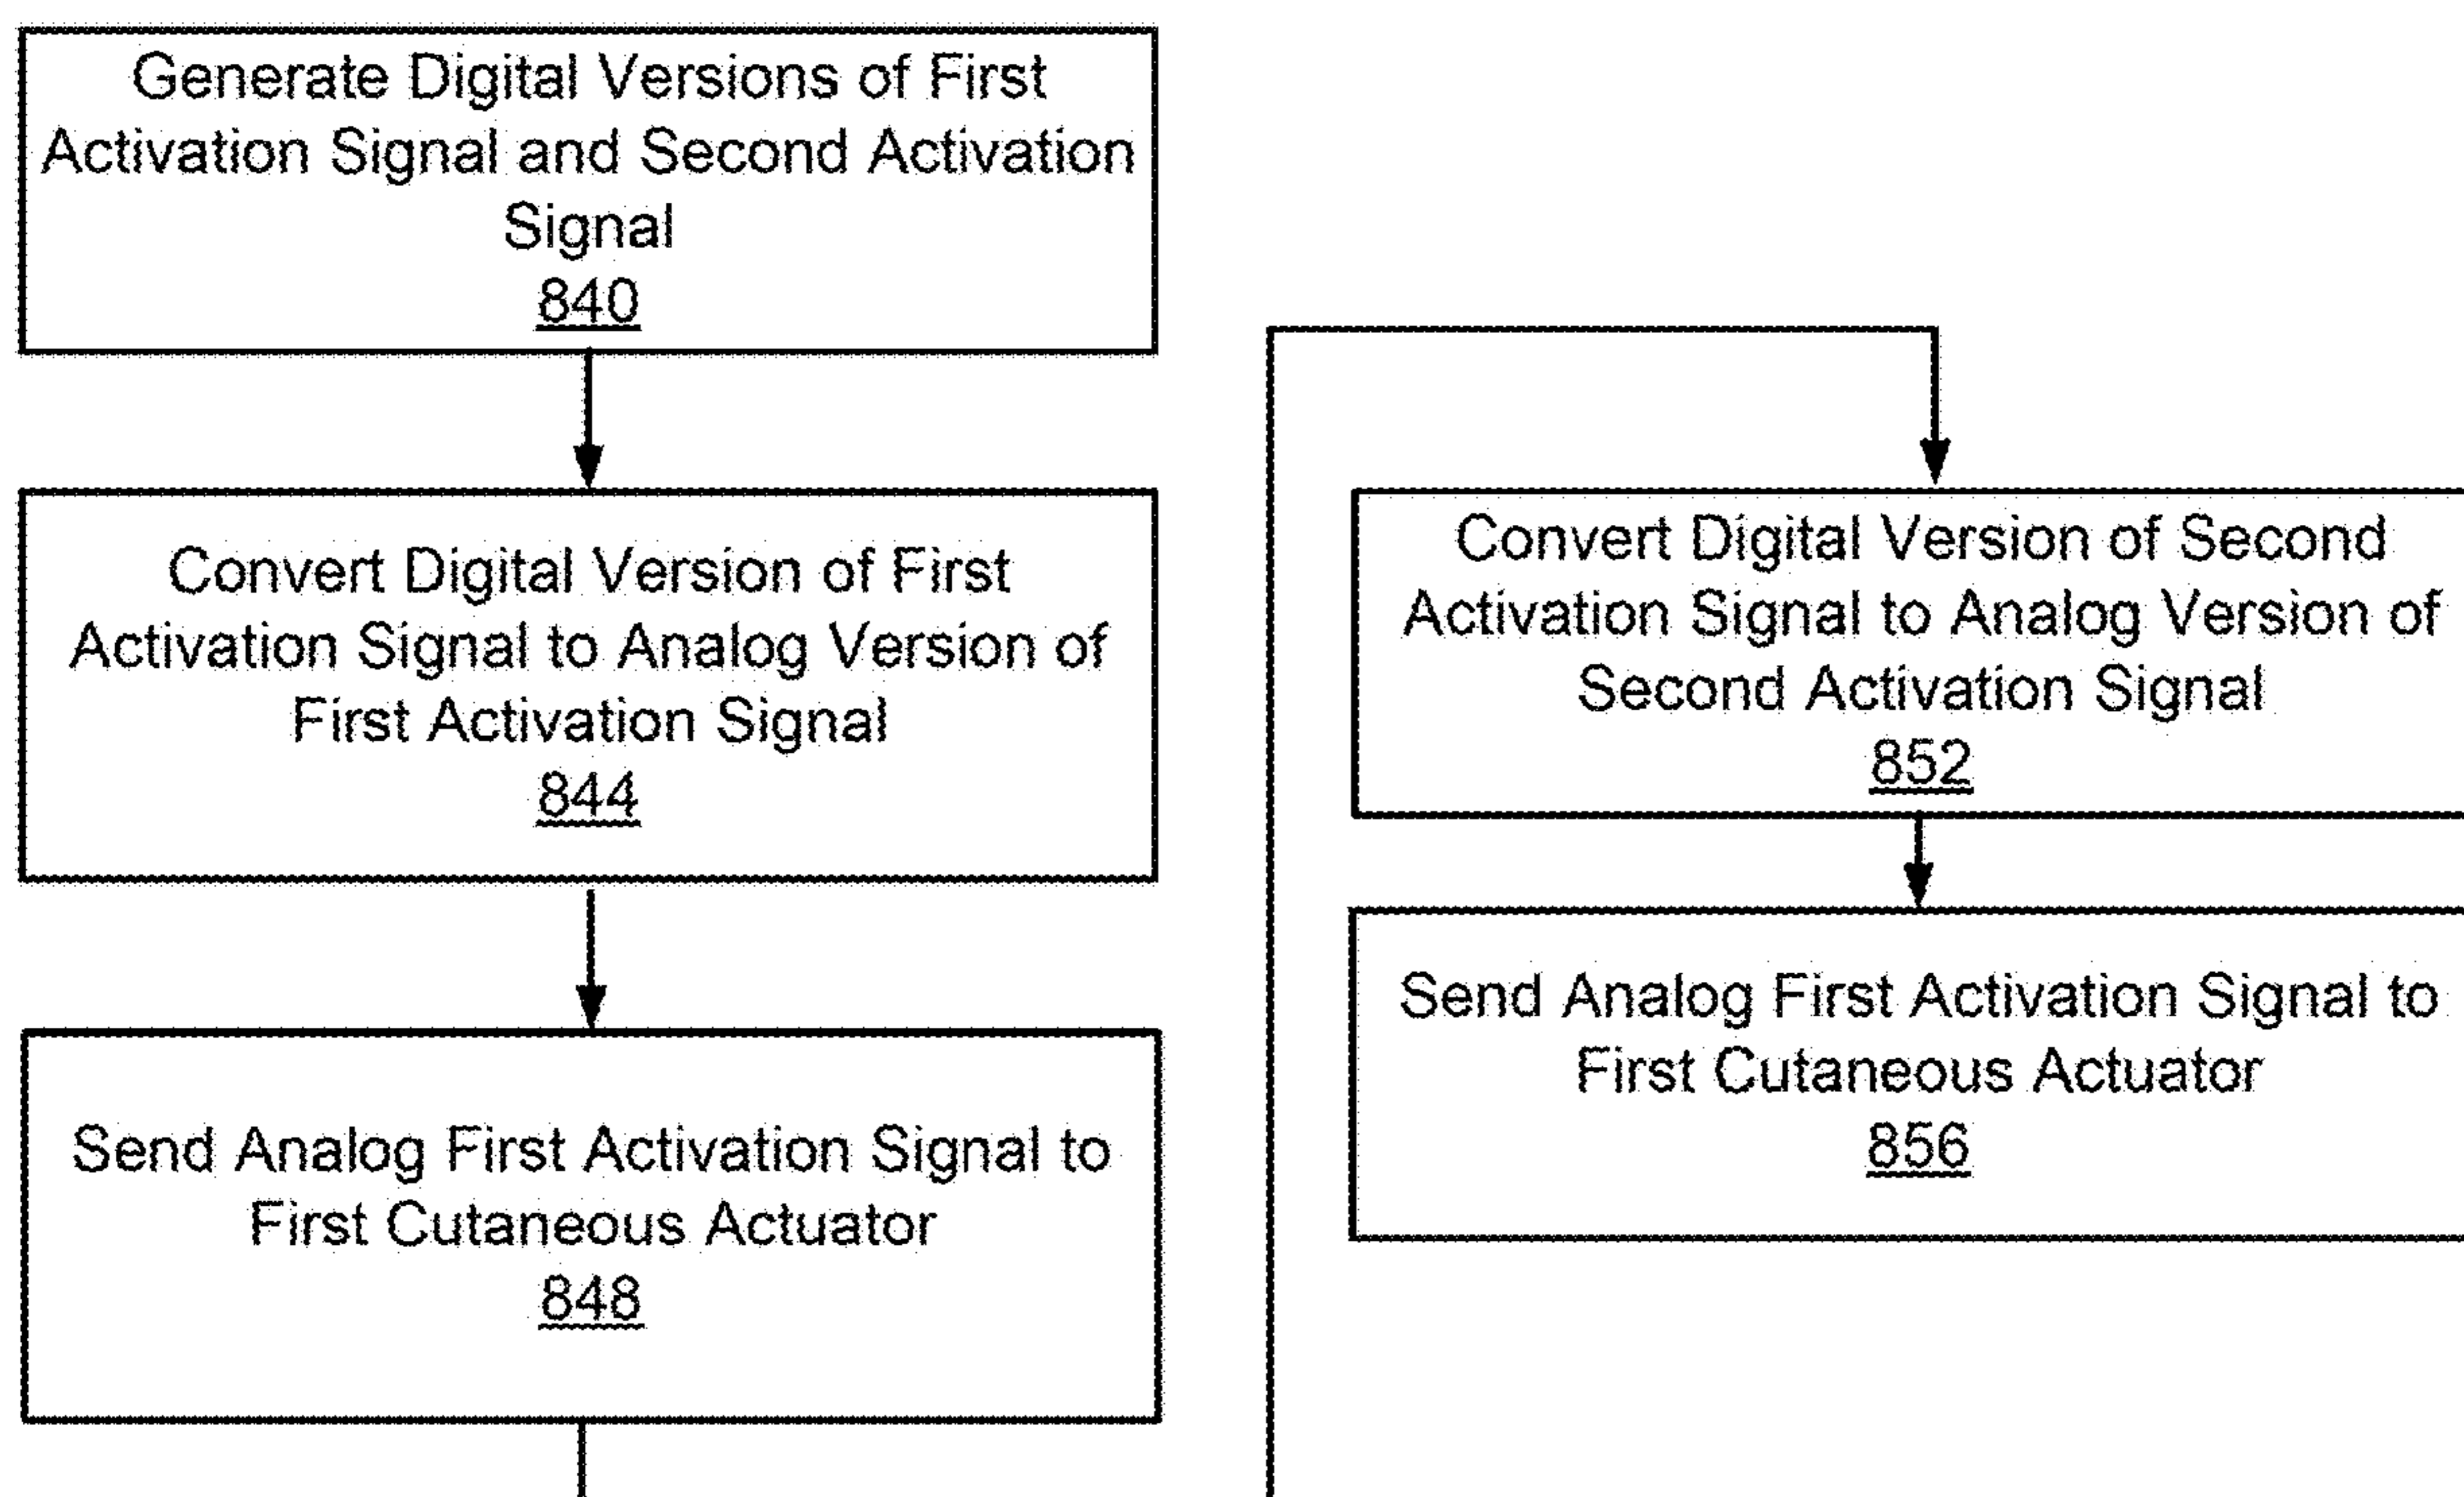 Generate Digital Versions of First
Activation Signal and Second Activation
Signal
840
Convert Digital Version of First
Activation Signal to Analog Version of
First Activation Signal
844
Send Analog First Activation Signal to
First Cutaneous Actuator
848
Convert Digital Version of Second
Activation Signal to Analog Version of
Second Activation Signal
852
Send Analog First Activation Signal to
First Cutaneous Actuator
856